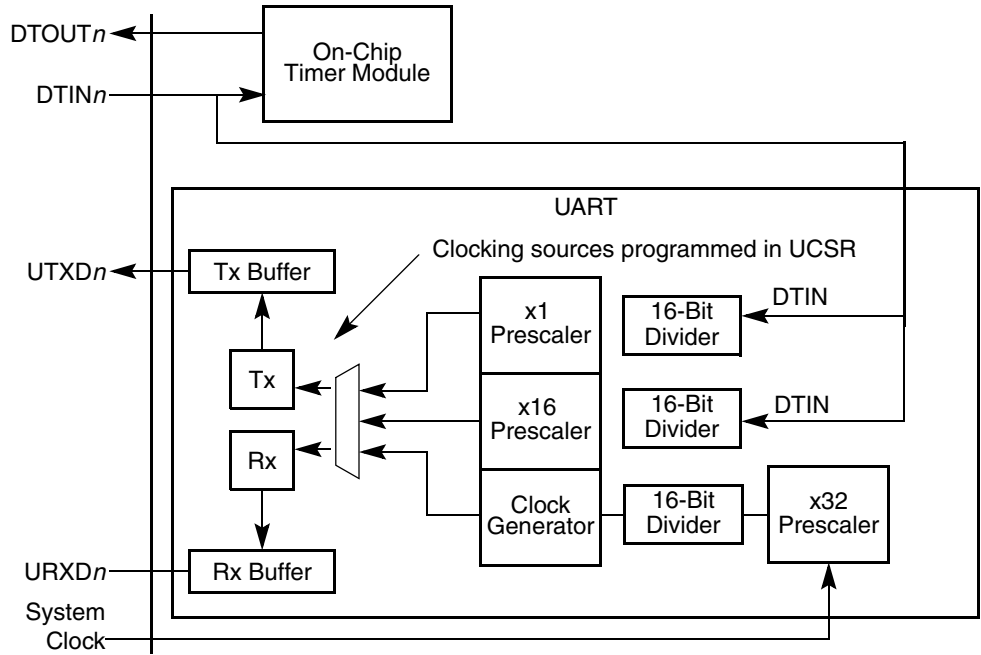 DTOUTn
On-Chip
Timer Module
DTINn
UART
Clocking sources programmed in UCSR
UTXDn
Tx Buffer
x1
Prescaler
16-Bit
Divider
DTIN
Tx
x16
Prescaler
16-Bit
Divider
DTIN
Rx
Clock
Generator
16-Bit
Divider
x32
Prescaler
URXDn
Rx Buffer
System
Clock